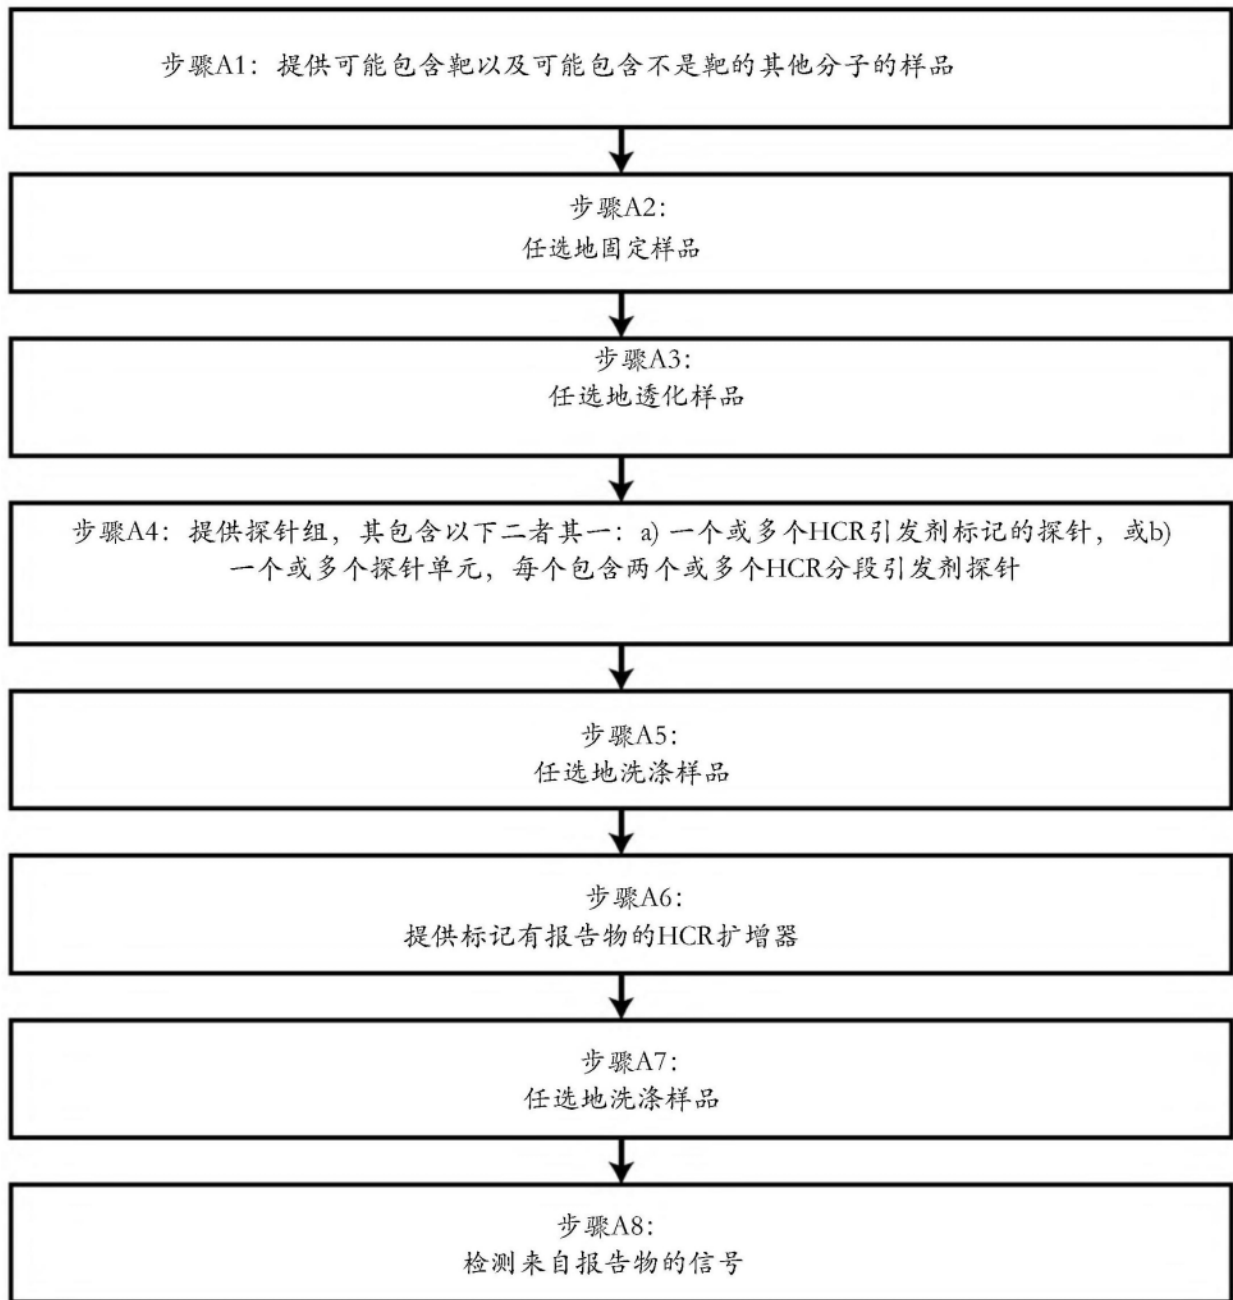 步骤A1：提供可能包含靶以及可能包含不是靶的其他分子的样品
步骤A2：
任选地固定样品
步骤A3：
任选地透化样品
步骤A4：提供探针组，其包含以下二者其一：a) 一个或多个HCR引发剂标记的探针，或b)
一个或多个探针单元，每个包含两个或多个HCR分段引发剂探针
步骤A5：
任选地洗涤样品
步骤A6：
提供标记有报告物的HCR扩增器
步骤A7：
任选地洗涤样品
步骤A8：
检测来自报告物的信号